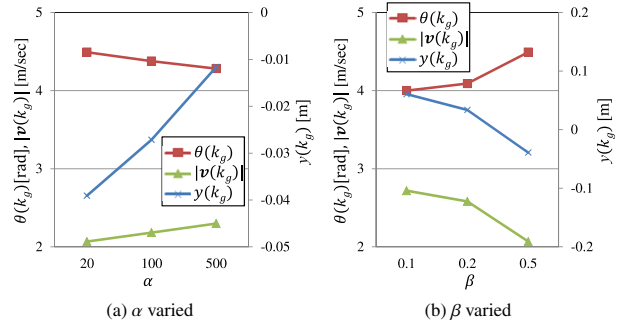 5
4
3
2
θ(k_g)[rad], |v(k_g)| [m/sec]
0
-0.01
-0.02
-0.03
-0.04
-0.05
y(k_g) [m]
θ(k_g)
|v(k_g)|
y(k_g)
20 100 500
α
(a) α varied
5
4
3
2
θ(k_g)[rad], |v(k_g)| [m/sec]
θ(k_g)
|v(k_g)|
y(k_g)
0.2
0.1
0
-0.1
-0.2
y(k_g) [m]
0.1 0.2 0.5
β
(b) β varied